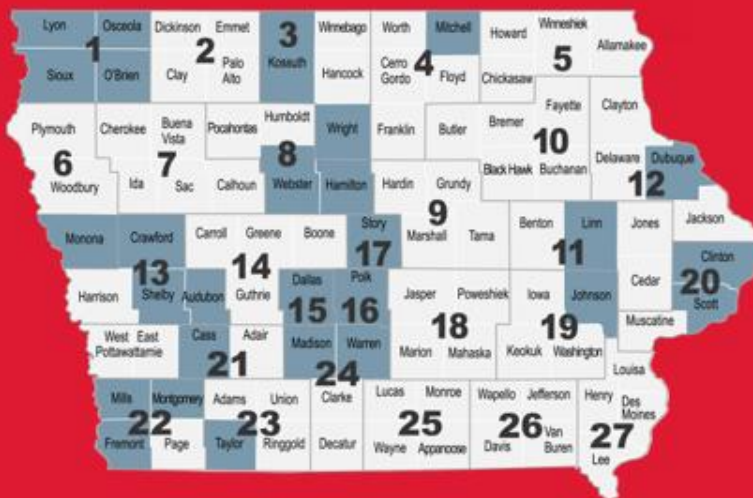 Lyon Osceola Dickinson Emmet Winnebago Worth Mitchell Howard Winneshiek Allamakee
1 2 3 4 5
Sioux O'Brien Clay Palo Alto Kossuth Hancock Cerro Gordo Floyd Chickasaw
Plymouth Cherokee Buena Vista Pocahontas Humboldt Wright Franklin Butler Bremer Fayette Clayton
6 7 8 10 12
Woodbury Ida Sac Calhoun Webster Hamilton Hardin Grundy Black Hawk Buchanan Delaware Dubuque
9
Monona Crawford Carroll Greene Boone Story Marshall Tama Benton Linn Jones Jackson
13 14 17 11 20
Harrison Shelby Audubon Guthrie Dallas Polk Jasper Poweshiek Iowa Johnson Cedar Clinton Scott
15 16 18 19
West East Pottawattamie Cass Adair Madison Warren Marion Mahaska Keokuk Washington Muscatine
21 24
Louisa
Mills Montgomery Adams Union Clarke Lucas Monroe Wapello Jefferson Henry Des Moines
22 23 25 26 27
Fremont Page Taylor Ringgold Decatur Wayne Appanoose Davis Van Buren Lee